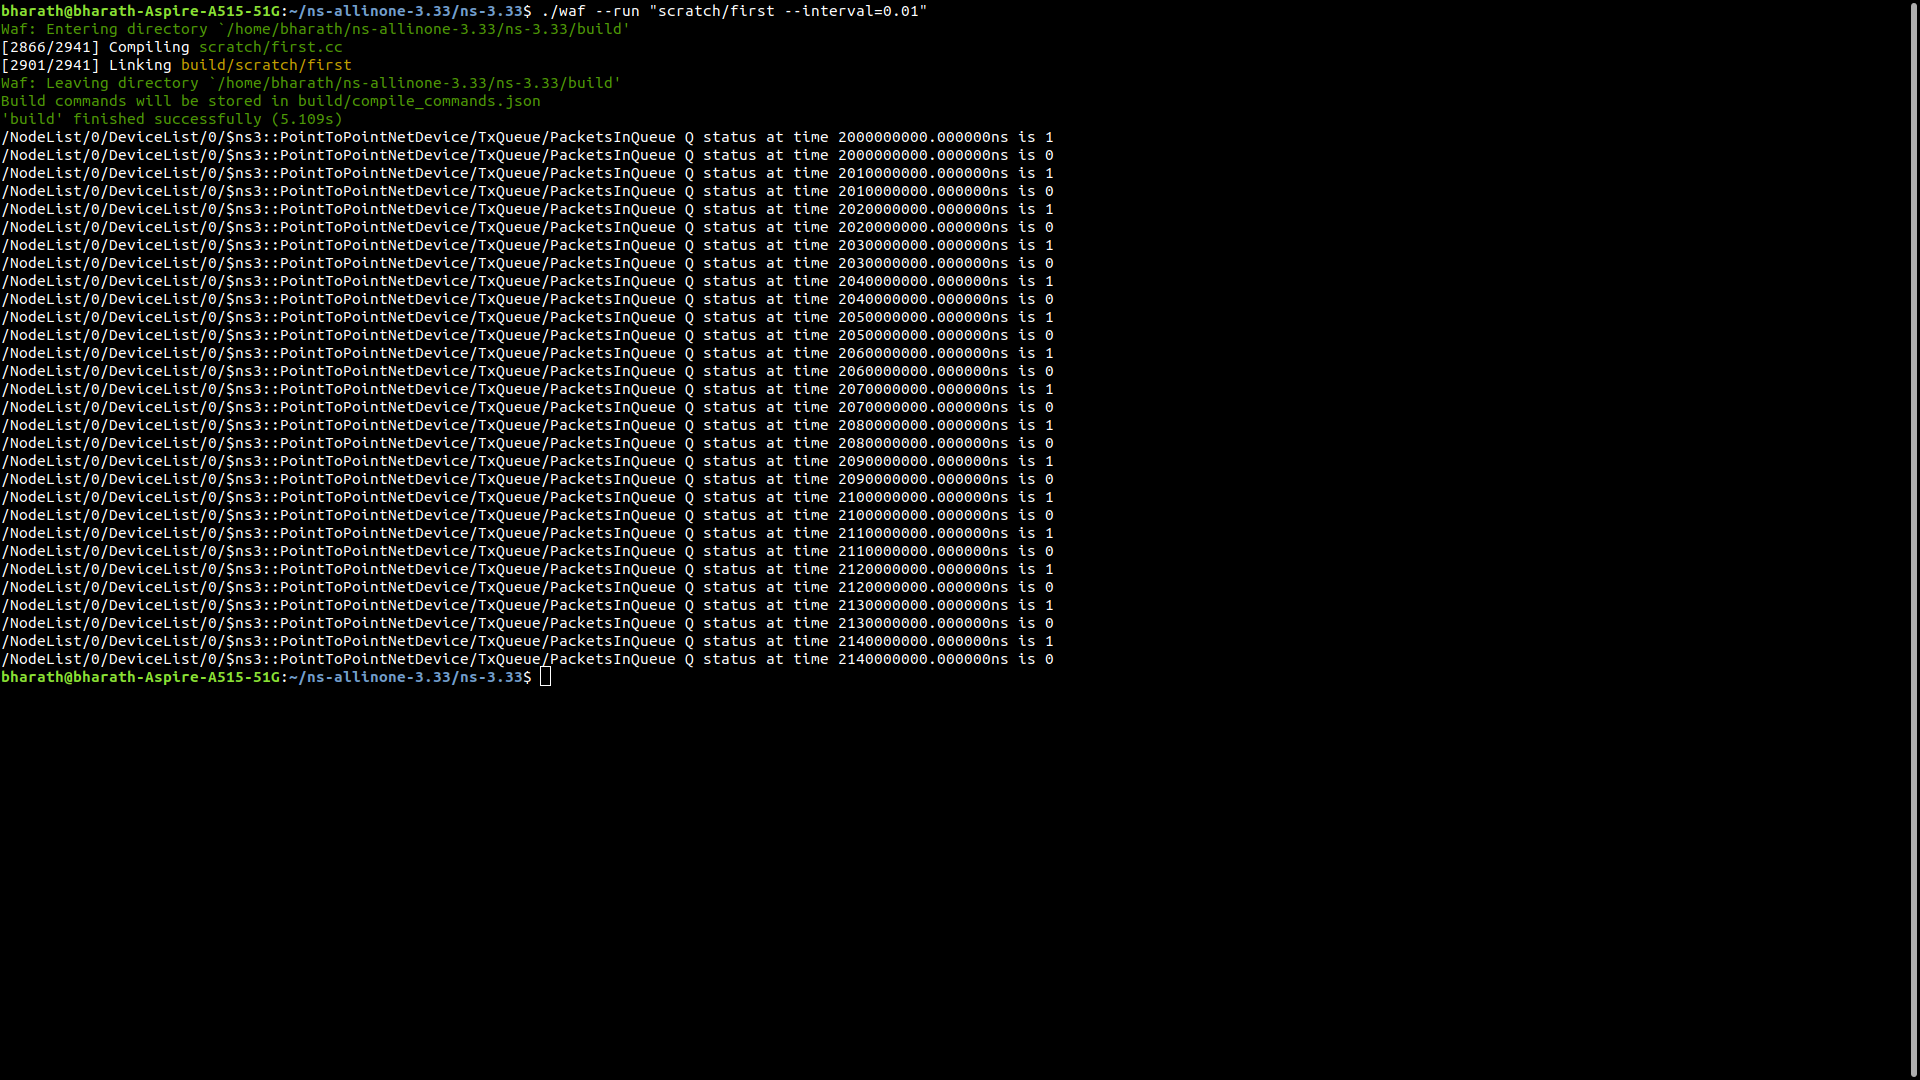 bharath@bharath-Aspire-A515-51G:~/ns-allinone-3.33/ns-3.33$ ./waf --run "scratch/first --interval=0.01"
Waf: Entering directory `/home/bharath/ns-allinone-3.33/ns-3.33/build'
[2866/2941] Compiling scratch/first.cc
[2901/2941] Linking build/scratch/first
Waf: Leaving directory `/home/bharath/ns-allinone-3.33/ns-3.33/build'
Build commands will be stored in build/compile_commands.json
'build' finished successfully (5.109s)
/NodeList/0/DeviceList/0/$ns3::PointToPointNetDevice/TxQueue/PacketsInQueue Q status at time 2000000000.000000ns is 1
/NodeList/0/DeviceList/0/$ns3::PointToPointNetDevice/TxQueue/PacketsInQueue Q status at time 2000000000.000000ns is 0
/NodeList/0/DeviceList/0/$ns3::PointToPointNetDevice/TxQueue/PacketsInQueue Q status at time 2010000000.000000ns is 1
/NodeList/0/DeviceList/0/$ns3::PointToPointNetDevice/TxQueue/PacketsInQueue Q status at time 2010000000.000000ns is 0
/NodeList/0/DeviceList/0/$ns3::PointToPointNetDevice/TxQueue/PacketsInQueue Q status at time 2020000000.000000ns is 1
/NodeList/0/DeviceList/0/$ns3::PointToPointNetDevice/TxQueue/PacketsInQueue Q status at time 2020000000.000000ns is 0
/NodeList/0/DeviceList/0/$ns3::PointToPointNetDevice/TxQueue/PacketsInQueue Q status at time 2030000000.000000ns is 1
/NodeList/0/DeviceList/0/$ns3::PointToPointNetDevice/TxQueue/PacketsInQueue Q status at time 2030000000.000000ns is 0
/NodeList/0/DeviceList/0/$ns3::PointToPointNetDevice/TxQueue/PacketsInQueue Q status at time 2040000000.000000ns is 1
/NodeList/0/DeviceList/0/$ns3::PointToPointNetDevice/TxQueue/PacketsInQueue Q status at time 2040000000.000000ns is 0
/NodeList/0/DeviceList/0/$ns3::PointToPointNetDevice/TxQueue/PacketsInQueue Q status at time 2050000000.000000ns is 1
/NodeList/0/DeviceList/0/$ns3::PointToPointNetDevice/TxQueue/PacketsInQueue Q status at time 2050000000.000000ns is 0
/NodeList/0/DeviceList/0/$ns3::PointToPointNetDevice/TxQueue/PacketsInQueue Q status at time 2060000000.000000ns is 1
/NodeList/0/DeviceList/0/$ns3::PointToPointNetDevice/TxQueue/PacketsInQueue Q status at time 2060000000.000000ns is 0
/NodeList/0/DeviceList/0/$ns3::PointToPointNetDevice/TxQueue/PacketsInQueue Q status at time 2070000000.000000ns is 1
/NodeList/0/DeviceList/0/$ns3::PointToPointNetDevice/TxQueue/PacketsInQueue Q status at time 2070000000.000000ns is 0
/NodeList/0/DeviceList/0/$ns3::PointToPointNetDevice/TxQueue/PacketsInQueue Q status at time 2080000000.000000ns is 1
/NodeList/0/DeviceList/0/$ns3::PointToPointNetDevice/TxQueue/PacketsInQueue Q status at time 2080000000.000000ns is 0
/NodeList/0/DeviceList/0/$ns3::PointToPointNetDevice/TxQueue/PacketsInQueue Q status at time 2090000000.000000ns is 1
/NodeList/0/DeviceList/0/$ns3::PointToPointNetDevice/TxQueue/PacketsInQueue Q status at time 2090000000.000000ns is 0
/NodeList/0/DeviceList/0/$ns3::PointToPointNetDevice/TxQueue/PacketsInQueue Q status at time 2100000000.000000ns is 1
/NodeList/0/DeviceList/0/$ns3::PointToPointNetDevice/TxQueue/PacketsInQueue Q status at time 2100000000.000000ns is 0
/NodeList/0/DeviceList/0/$ns3::PointToPointNetDevice/TxQueue/PacketsInQueue Q status at time 2110000000.000000ns is 1
/NodeList/0/DeviceList/0/$ns3::PointToPointNetDevice/TxQueue/PacketsInQueue Q status at time 2110000000.000000ns is 0
/NodeList/0/DeviceList/0/$ns3::PointToPointNetDevice/TxQueue/PacketsInQueue Q status at time 2120000000.000000ns is 1
/NodeList/0/DeviceList/0/$ns3::PointToPointNetDevice/TxQueue/PacketsInQueue Q status at time 2120000000.000000ns is 0
/NodeList/0/DeviceList/0/$ns3::PointToPointNetDevice/TxQueue/PacketsInQueue Q status at time 2130000000.000000ns is 1
/NodeList/0/DeviceList/0/$ns3::PointToPointNetDevice/TxQueue/PacketsInQueue Q status at time 2130000000.000000ns is 0
/NodeList/0/DeviceList/0/$ns3::PointToPointNetDevice/TxQueue/PacketsInQueue Q status at time 2140000000.000000ns is 1
/NodeList/0/DeviceList/0/$ns3::PointToPointNetDevice/TxQueue/PacketsInQueue Q status at time 2140000000.000000ns is 0
bharath@bharath-Aspire-A515-51G:~/ns-allinone-3.33/ns-3.33$